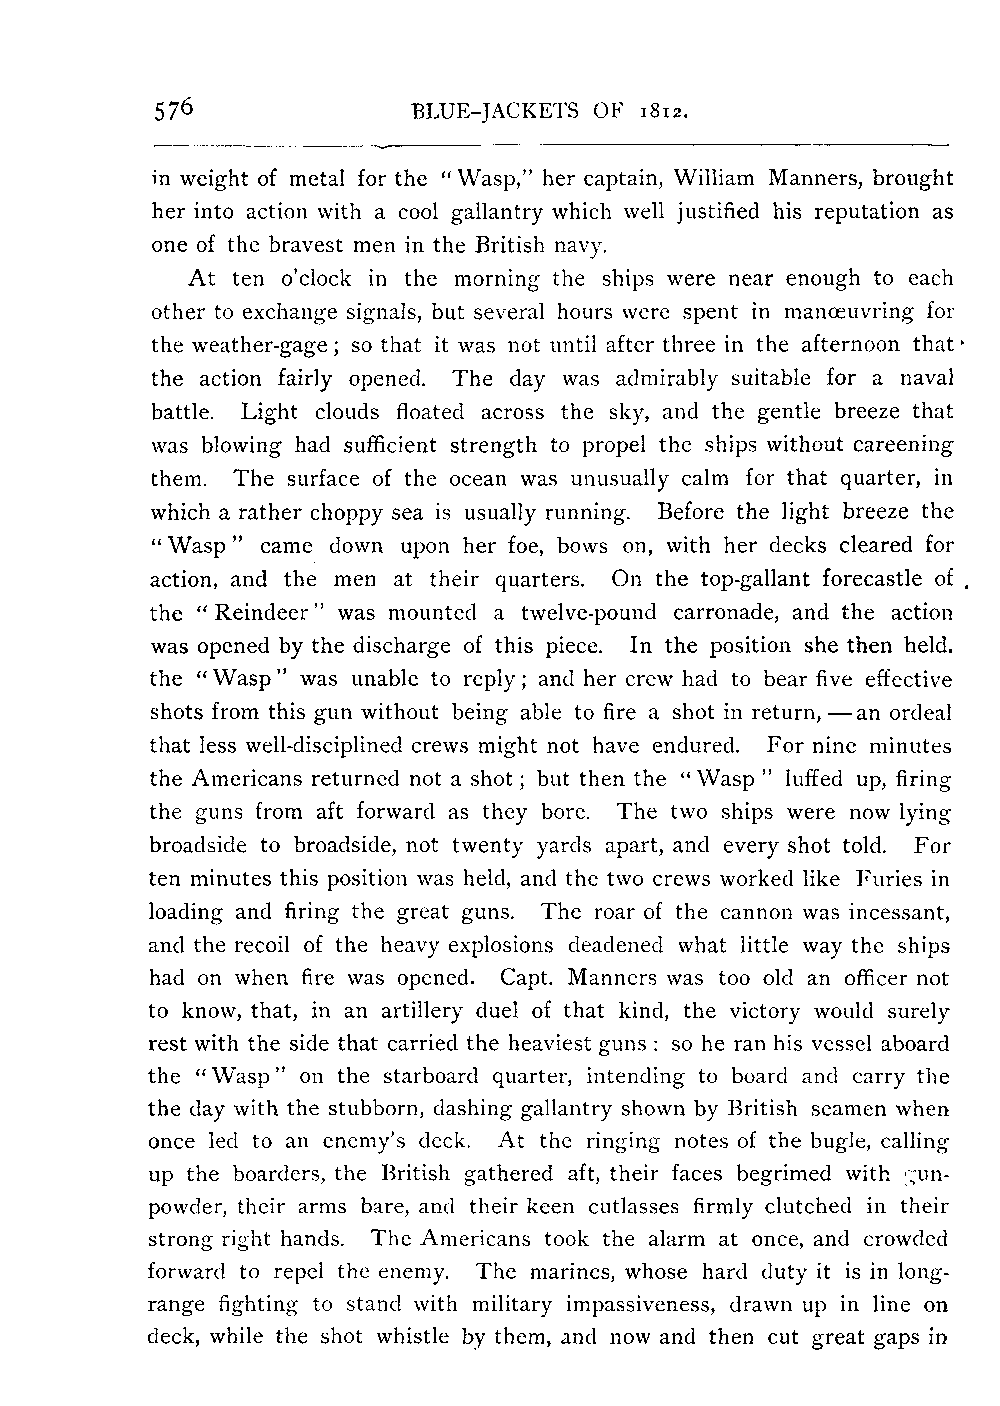 576 BLUE-JACKETS OF 1812.
in weight of metal for the "Wasp," her captain, William Manners, brought
her into action with a cool gallantry which well justified his reputation as
one of the bravest men in the British navy.
At ten o'clock in the morning the ships were near enough to each
other to exchange signals, but several hours were spent in manœuvring for
the weather-gage; so that it was not until after three in the afternoon that
the action fairly opened. The day was admirably suitable for a naval
battle. Light clouds floated across the sky, and the gentle breeze that
was blowing had sufficient strength to propel the ships without careening
them. The surface of the ocean was unusually calm for that quarter, in
which a rather choppy sea is usually running. Before the light breeze the
"Wasp" came down upon her foe, bows on, with her decks cleared for
action, and the men at their quarters. On the top-gallant forecastle of
the "Reindeer" was mounted a twelve-pound carronade, and the action
was opened by the discharge of this piece. In the position she then held.
the "Wasp" was unable to reply; and her crew had to bear five effective
shots from this gun without being able to fire a shot in return, — an ordeal
that less well-disciplined crews might not have endured. For nine minutes
the Americans returned not a shot; but then the "Wasp" luffed up, firing
the guns from aft forward as they bore. The two ships were now lying
broadside to broadside, not twenty yards apart, and every shot told. For
ten minutes this position was held, and the two crews worked like Furies in
loading and firing the great guns. The roar of the cannon was incessant,
and the recoil of the heavy explosions deadened what little way the ships
had on when fire was opened. Capt. Manners was too old an officer not
to know, that, in an artillery duel of that kind, the victory would surely
rest with the side that carried the heaviest guns: so he ran his vessel aboard
the "Wasp" on the starboard quarter, intending to board and carry the
the day with the stubborn, dashing gallantry shown by British seamen when
once led to an enemy's deck. At the ringing notes of the bugle, calling
up the boarders, the British gathered aft, their faces begrimed with gun-
powder, their arms bare, and their keen cutlasses firmly clutched in their
strong right hands. The Americans took the alarm at once, and crowded
forward to repel the enemy. The marines, whose hard duty it is in long-
range fighting to stand with military impassiveness, drawn up in line on
deck, while the shot whistle by them, and now and then cut great gaps in